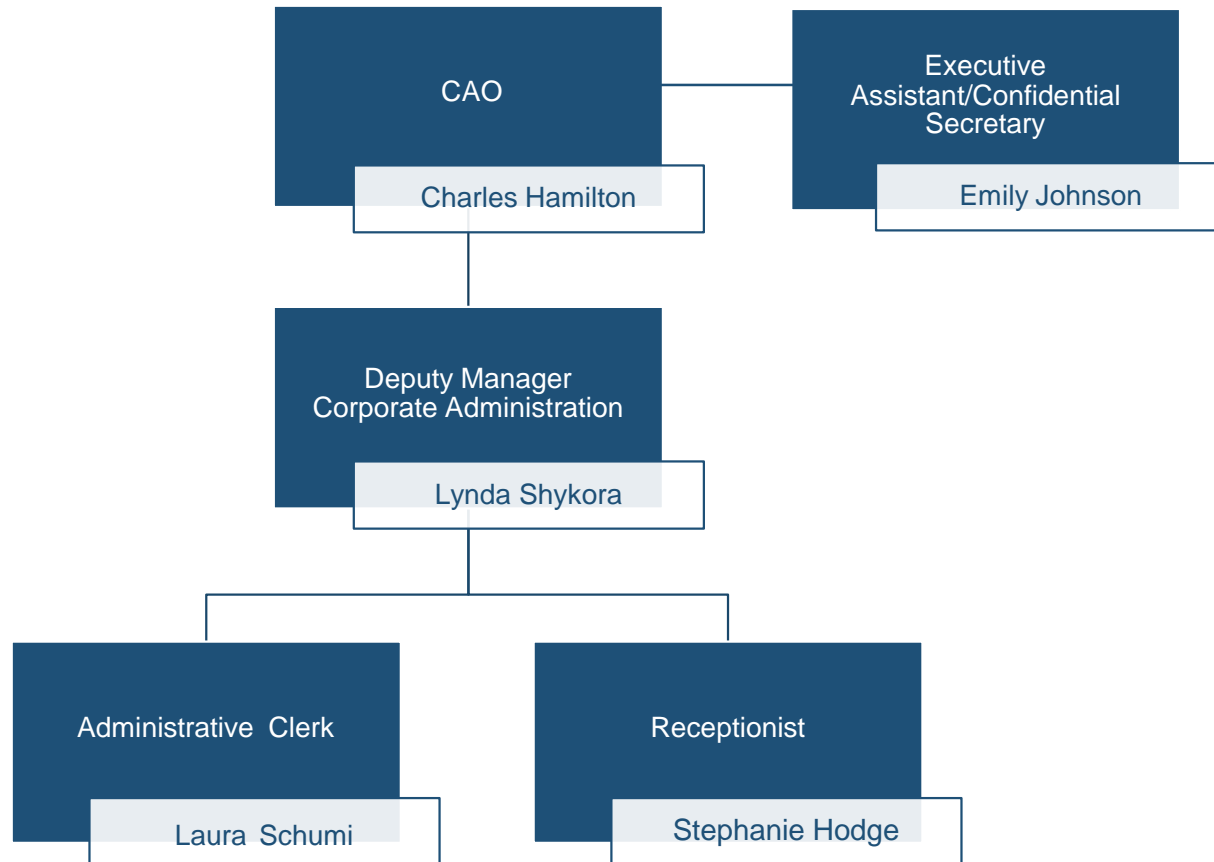 CAO
Charles Hamilton
Executive
Assistant/Confidential
Secretary
Emily Johnson
Deputy Manager
Corporate Administration
Lynda Shykora
Administrative Clerk
Laura Schumi
Receptionist
Stephanie Hodge